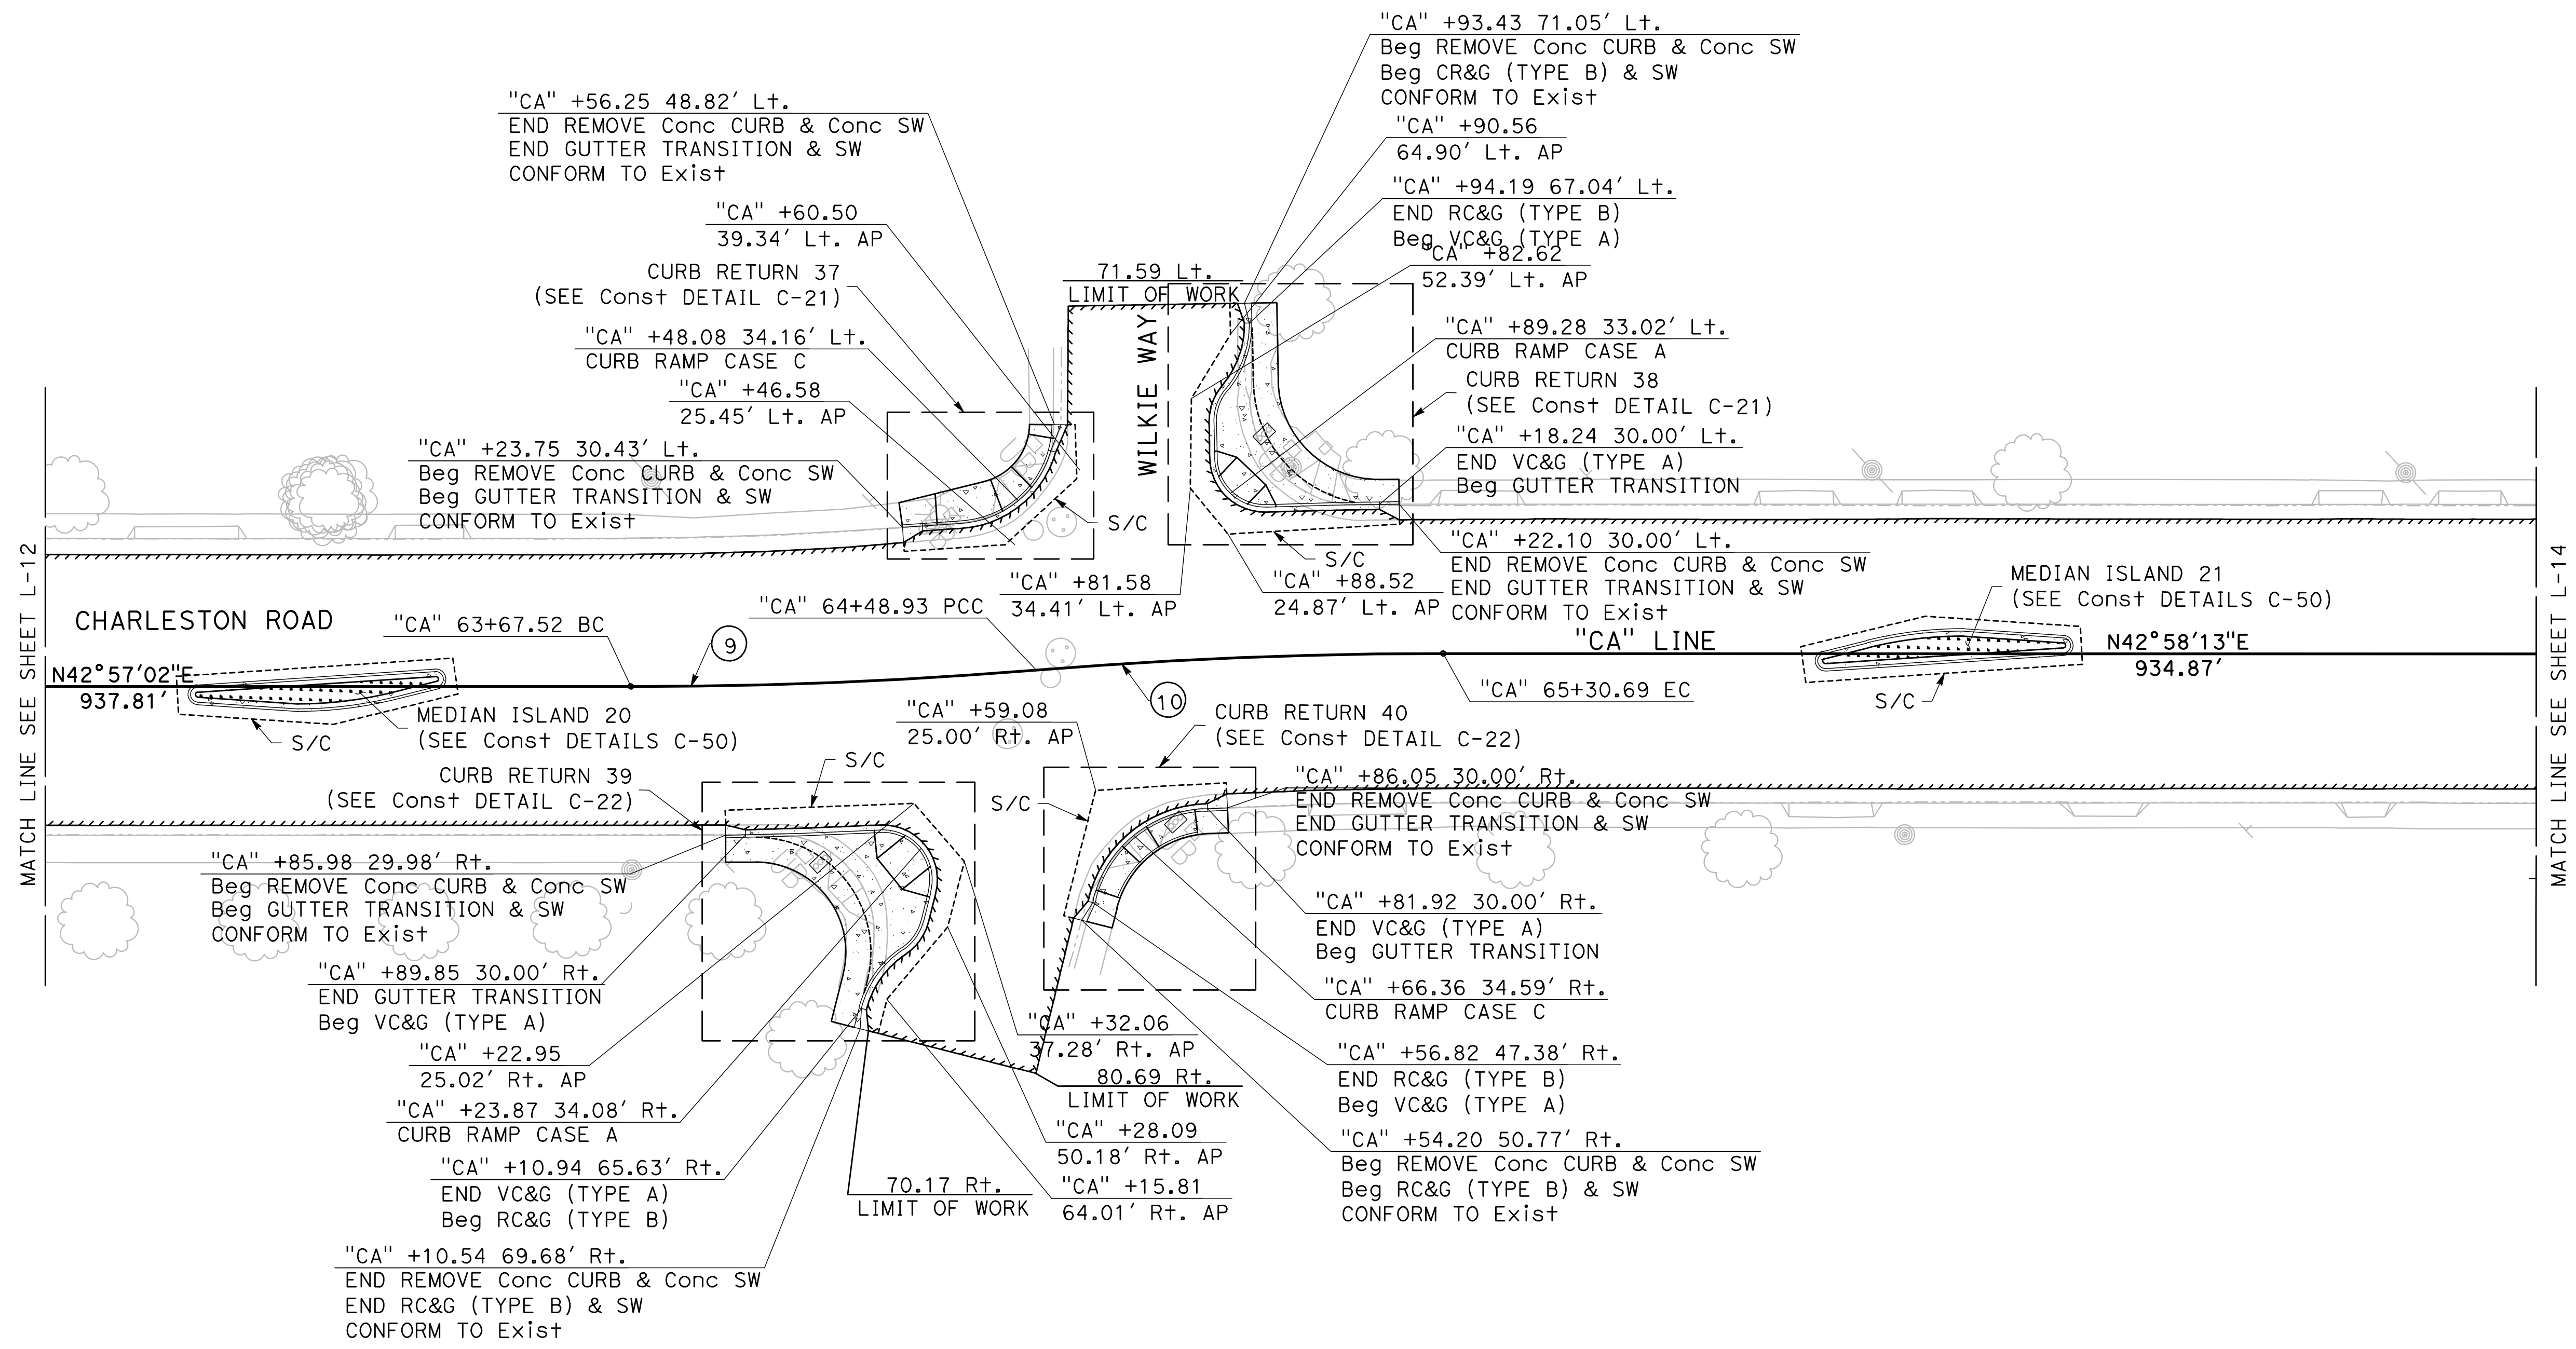 "CA" +93.43 71.05' Lt.
Beg REMOVE Conc CURB & Conc SW
Beg CR&G (TYPE B) & SW
CONFORM TO Exist
"CA" +90.56
64.90' Lt. AP
"CA" +94.19 67.04' Lt.
END RC&G (TYPE B)
Beg VC&G (TYPE A)
"CA" +82.62
52.39' Lt. AP
"CA" +56.25 48.82' Lt.
END REMOVE Conc CURB & Conc SW
END GUTTER TRANSITION & SW
CONFORM TO Exist
"CA" +60.50
39.34' Lt. AP
CURB RETURN 37
(SEE Const DETAIL C-21)
"CA" +48.08 34.16' Lt.
CURB RAMP CASE C
"CA" +46.58
25.45' Lt. AP
"CA" +23.75 30.43' Lt.
Beg REMOVE Conc CURB & Conc SW
Beg GUTTER TRANSITION & SW
CONFORM TO Exist
71.59 Lt.
LIMIT OF WORK
WILKIE WAY
"CA" +89.28 33.02' Lt.
CURB RAMP CASE A
CURB RETURN 38
(SEE Const DETAIL C-21)
"CA" +18.24 30.00' Lt.
END VC&G (TYPE A)
Beg GUTTER TRANSITION
S/C
S/C
"CA" +22.10 30.00' Lt.
END REMOVE Conc CURB & Conc SW
END GUTTER TRANSITION & SW
CONFORM TO Exist
"CA" +81.58
34.41' Lt. AP
"CA" +88.52
24.87' Lt. AP
MATCH LINE SEE SHEET L-12
MATCH LINE SEE SHEET L-14
CHARLESTON ROAD
"CA" 63+67.52 BC
"CA" 64+48.93 PCC
9
"CA" LINE
MEDIAN ISLAND 21
(SEE Const DETAILS C-50)
N42°58'13"E
934.87'
N42°57'02"E
937.81'
10
"CA" 65+30.69 EC
S/C
S/C
MEDIAN ISLAND 20
(SEE Const DETAILS C-50)
"CA" +59.08
25.00' Rt. AP
CURB RETURN 40
(SEE Const DETAIL C-22)
S/C
CURB RETURN 39
(SEE Const DETAIL C-22)
S/C
"CA" +86.05 30.00' Rt.
END REMOVE Conc CURB & Conc SW
END GUTTER TRANSITION & SW
CONFORM TO Exist
"CA" +85.98 29.98' Rt.
Beg REMOVE Conc CURB & Conc SW
Beg GUTTER TRANSITION & SW
CONFORM TO Exist
"CA" +81.92 30.00' Rt.
END VC&G (TYPE A)
Beg GUTTER TRANSITION
"CA" +89.85 30.00' Rt.
END GUTTER TRANSITION
Beg VC&G (TYPE A)
"CA" +66.36 34.59' Rt.
CURB RAMP CASE C
"CA" +22.95
25.02' Rt. AP
"CA" +32.06
37.28' Rt. AP
80.69 Rt.
LIMIT OF WORK
"CA" +56.82 47.38' Rt.
END RC&G (TYPE B)
Beg VC&G (TYPE A)
"CA" +23.87 34.08' Rt.
CURB RAMP CASE A
"CA" +28.09
50.18' Rt. AP
"CA" +54.20 50.77' Rt.
Beg REMOVE Conc CURB & Conc SW
Beg RC&G (TYPE B) & SW
CONFORM TO Exist
"CA" +10.94 65.63' Rt.
END VC&G (TYPE A)
Beg RC&G (TYPE B)
70.17 Rt.
LIMIT OF WORK
"CA" +15.81
64.01' Rt. AP
"CA" +10.54 69.68' Rt.
END REMOVE Conc CURB & Conc SW
END RC&G (TYPE B) & SW
CONFORM TO Exist